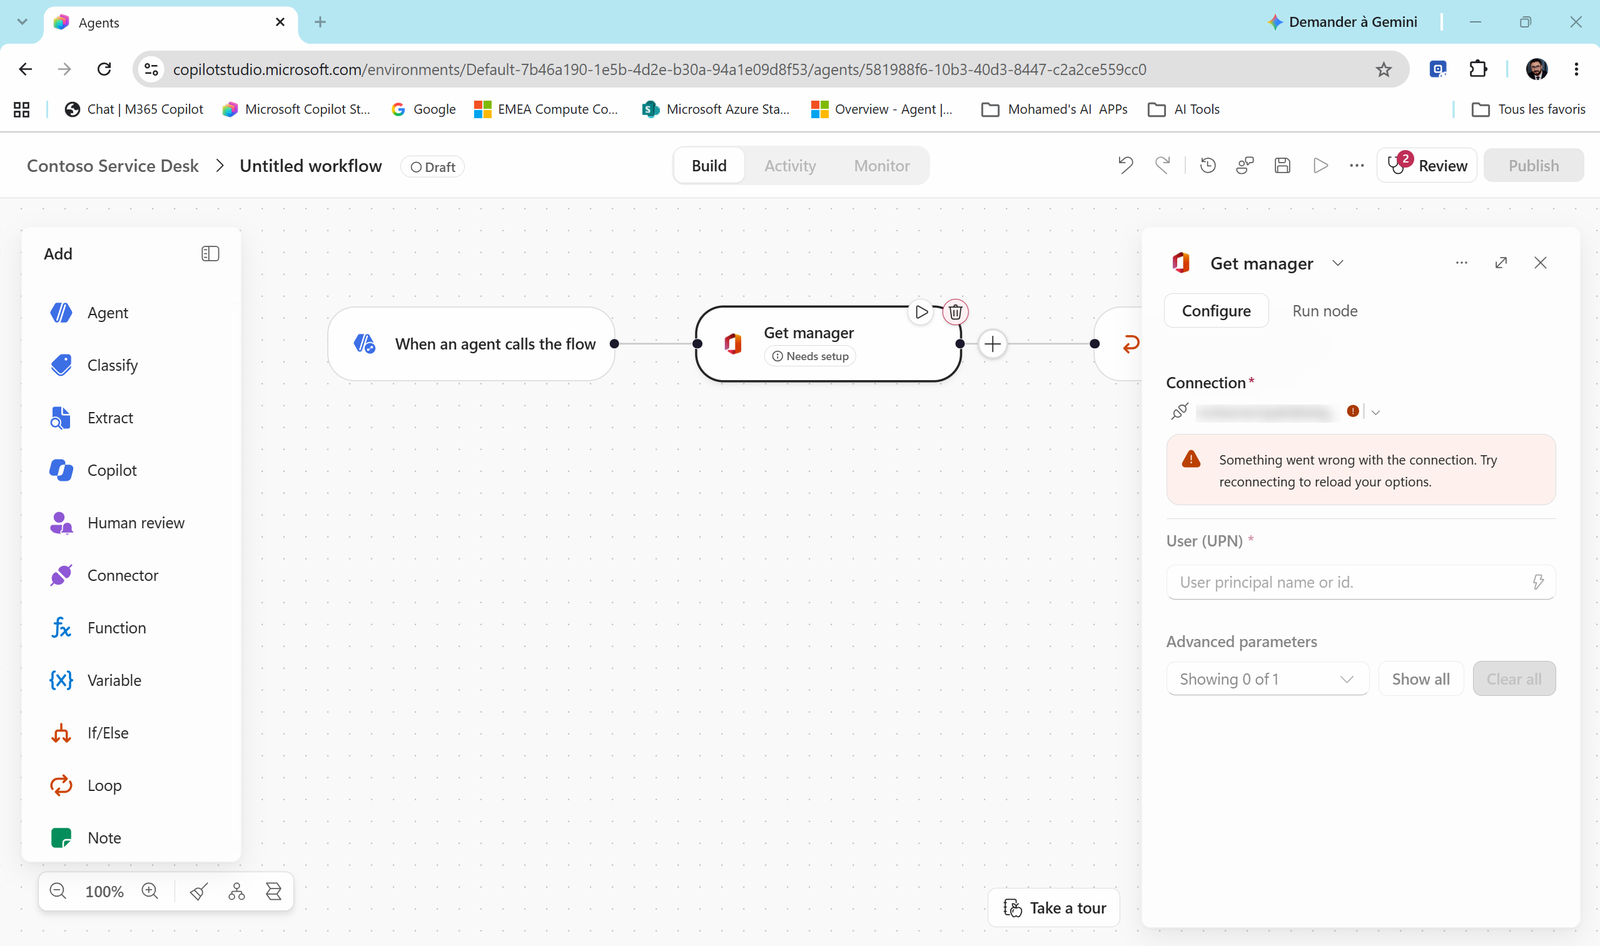 Agents
Demander à Gemini
copilotstudio.microsoft.com/environments/Default-7b46a190-1e5b-4d2e-b30a-94a1e09d8f53/agents/581988f6-10b3-40d3-8447-c2a2ce559cc0
Chat | M365 Copilot
Microsoft Copilot St...
Google
EMEA Compute Co...
Microsoft Azure Sta...
Overview - Agent |...
Mohamed's AI APPs
AI Tools
Tous les favoris
Contoso Service Desk
Untitled workflow
Draft
Build
Activity
Monitor
2
Review
Publish
Add
Agent
Classify
Extract
Copilot
Human review
Connector
Function
Variable
If/Else
Loop
Note
100%
When an agent calls the flow
Get manager
Needs setup
Take a tour
Get manager
Configure
Run node
Connection*
Something went wrong with the connection. Try
reconnecting to reload your options.
User (UPN) *
User principal name or id.
Advanced parameters
Showing 0 of 1
Show all
Clear all